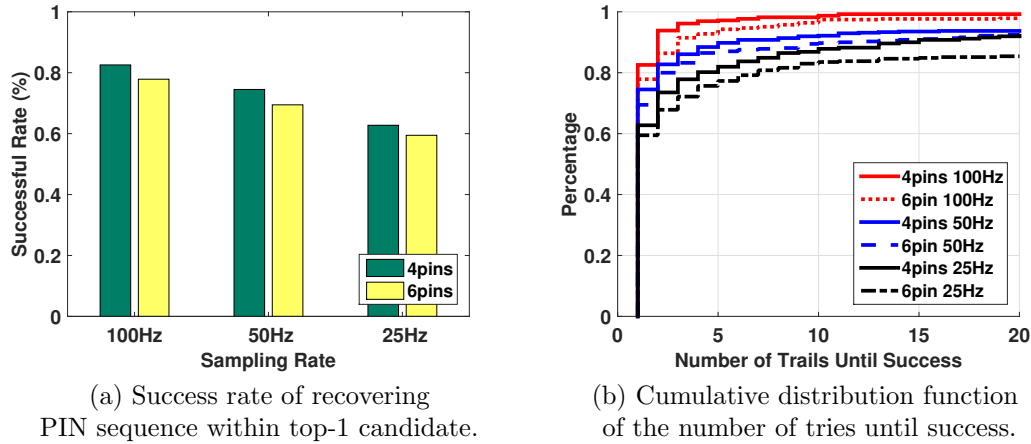 1
0.8
0.6
0.4
0.2
0
Successful Rate (%)
100Hz 50Hz 25Hz
Sampling Rate
4pins
6pins
(a) Success rate of recovering
PIN sequence within top-1 candidate.
1
0.8
0.6
0.4
0.2
0
Percentage
0 5 10 15 20
Number of Trails Until Success
4pins 100Hz
6pin 100Hz
4pins 50Hz
6pin 50Hz
4pins 25Hz
6pin 25Hz
(b) Cumulative distribution function
of the number of tries until success.